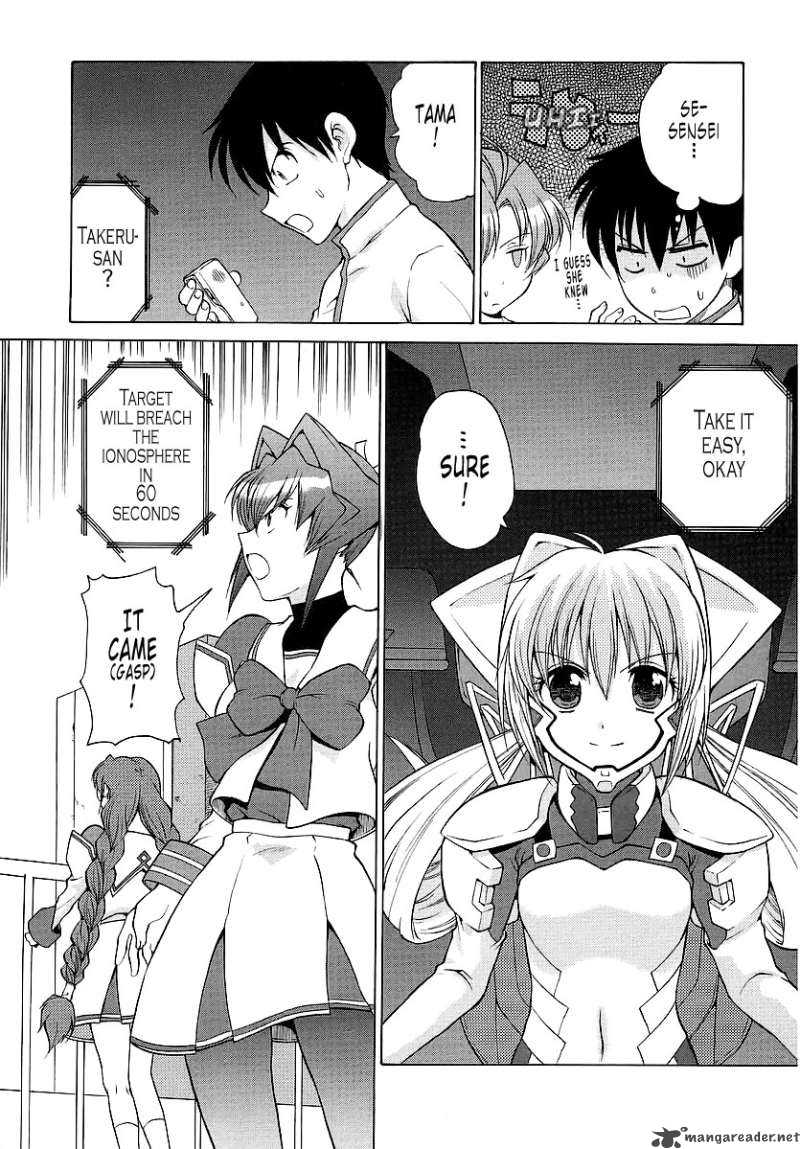 SE-
SENSEI
UHII
I GUESS
SHE
KNEW
...
TAMA
!
TAKERU-
SAN
?
TAKE IT
EASY,
OKAY
...
SURE
!
TARGET
WILL BREACH
THE
IONOSPHERE
IN
60
SECONDS
IT
CAME
(GASP)
!
mangareader.net